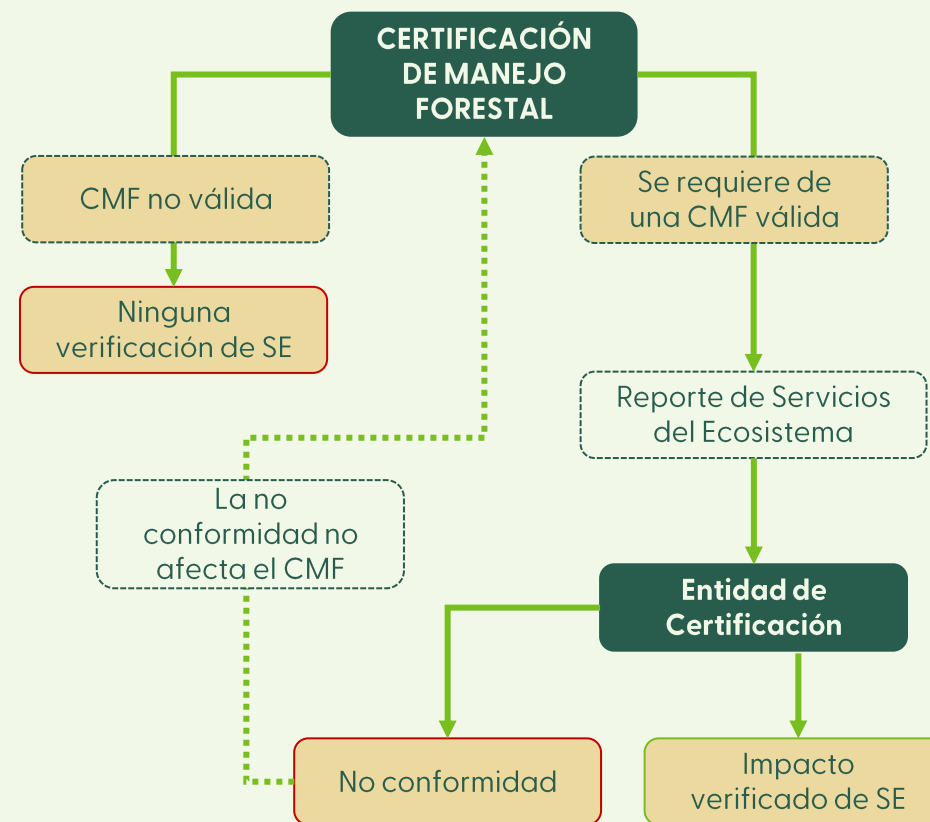 CERTIFICACIÓN
DE MANEJO
FORESTAL
CMF no válida
Se requiere de
una CMF válida
Ninguna
verificación de SE
Reporte de Servicios
del Ecosistema
La no
conformidad no
afecta el CMF
Entidad de
Certificación
No conformidad
Impacto
verificado de SE